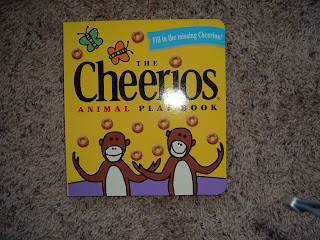 Fill in the missing Cheerios!
THE
Cheerios
ANIMAL PLAY BOOK